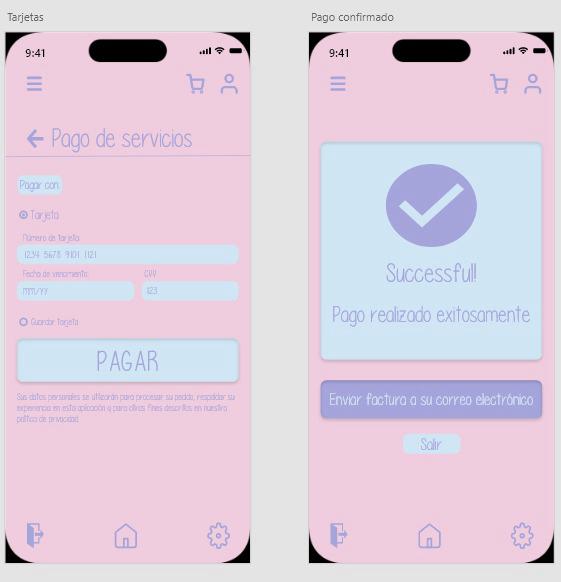 Tarjetas
Pago confirmado
9:41
9:41
Pago de servicios
Pagar con:
Tarjeta
Número de tarjeta:
1234 5678 9101 1121
Fecha de vencimiento:
CVV
mm/YY
123
Guardar tarjeta
PAGAR
Sus datos personales se utilizarán para procesar su pedido, respaldar su
experiencia en esta aplicación y para otros fines descritos en nuestra
política de privacidad.
Successful!
Pago realizado exitosamente
Enviar factura a su correo electrónico
Salir